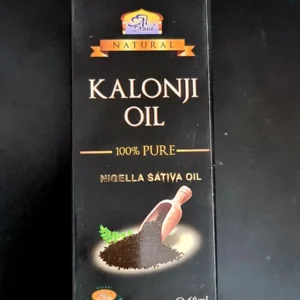 NATURAL
KALONJI
OIL
100% PURE
NIGELLA SATIVA OIL